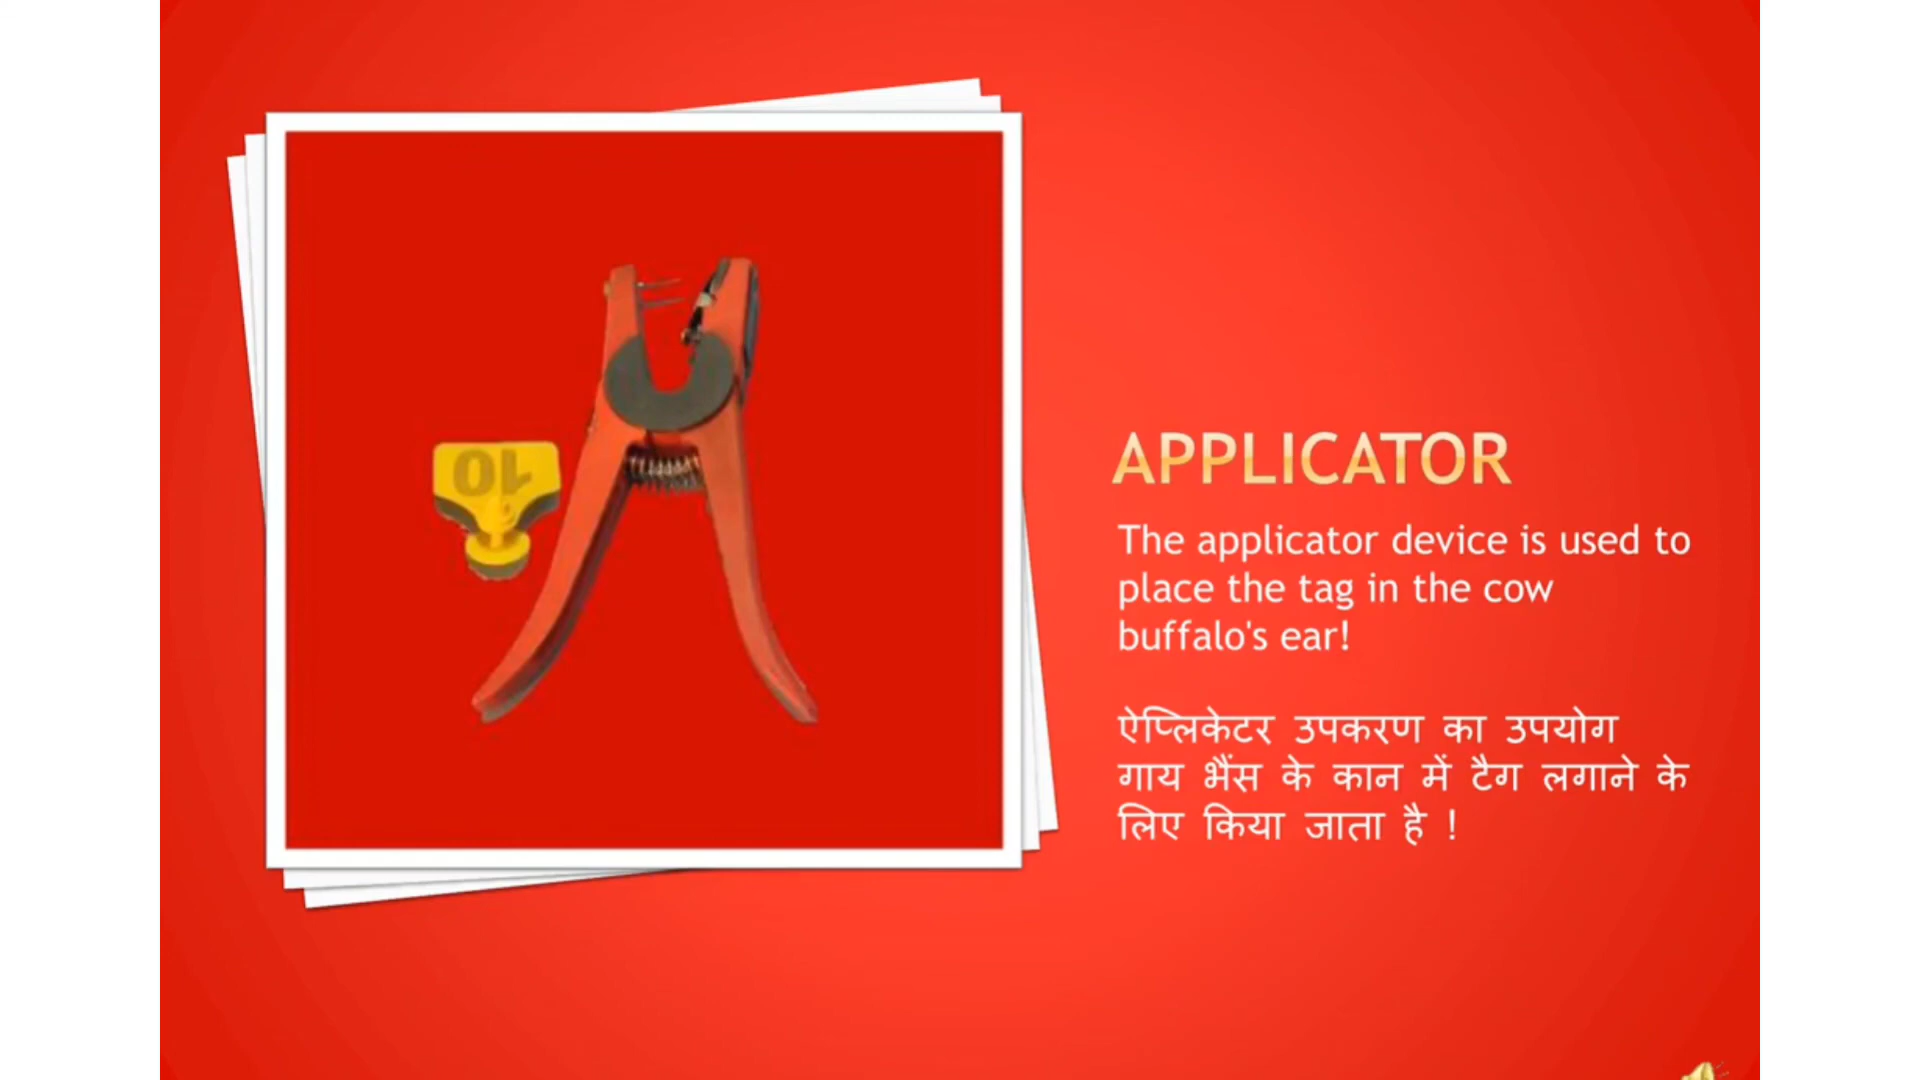 10
APPLICATOR
The applicator device is used to
place the tag in the cow
buffalo's ear!
ऐप्लिकेटर उपकरण का उपयोग
गाय भैंस के कान में टैग लगाने के
लिए किया जाता है !